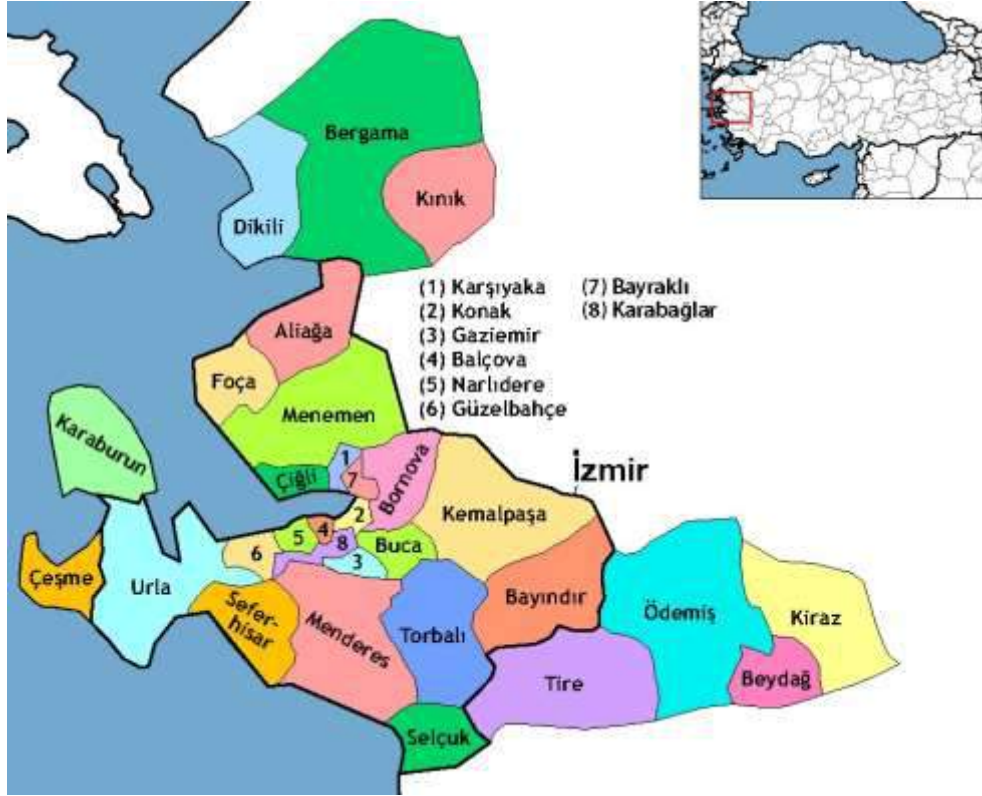 Bergama
Kınık
Dikili
(1) Karşıyaka
(2) Konak
(3) Gaziemir
(4) Balçova
(5) Narlıdere
(6) Güzelbahçe
(7) Bayraklı
(8) Karabağlar
Aliağa
Foça
Menemen
Karaburun
Çiğli
1
7
Bornova
İzmir
Kemalpaşa
2
4
5
6
8
3
Buca
Çeşme
Urla
Sefer-
hisar
Menderes
Torbalı
Bayındır
Ödemiş
Kiraz
Beydağ
Tire
Selçuk